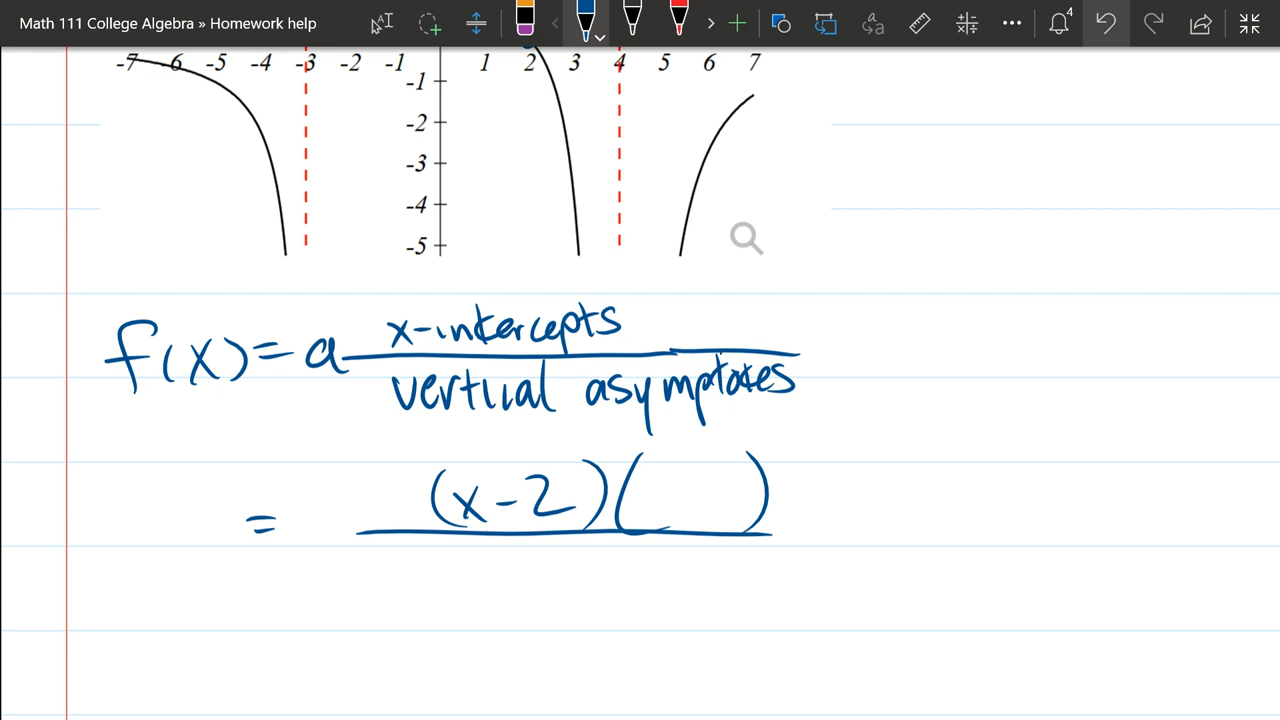 Math 111 College Algebra » Homework help
4
-7 -6 -5 -4 -3 -2 -1 1 2 3 4 5 6 7
-1
-2
-3
-4
-5
f(x) = a x-intercepts
vertical asymptotes
= (x-2)( )